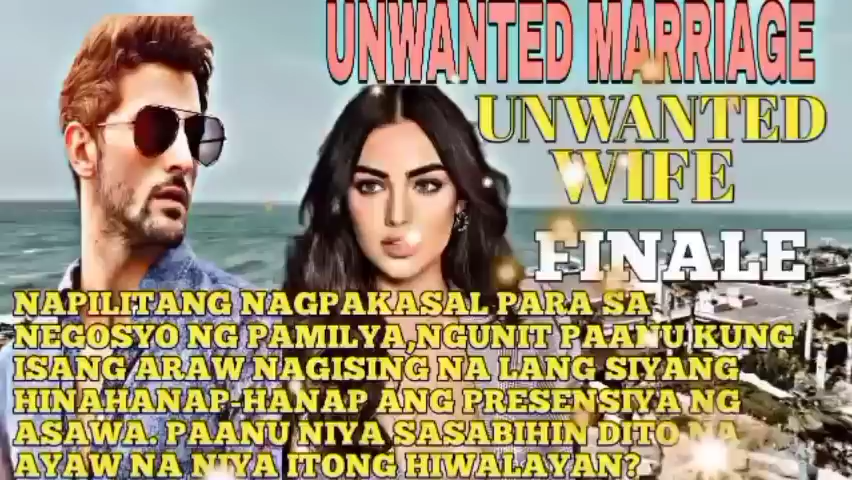 UNWANTED MARRIAGE
UNWANTED
WIFE
FINALE
NAPILITANG NAGPAKASAL PARA SA
NEGOSYO NG PAMILYA,NGUNIT PAANU KUNG
ISANG ARAW NAGISING NA LANG SIYANG
HINAHANAP-HANAP ANG PRESENSIYA NG
ASAWA. PAANU NIYA SASABIHIN DITO NA
AYAW NA NIYA ITONG HIWALAYAN?